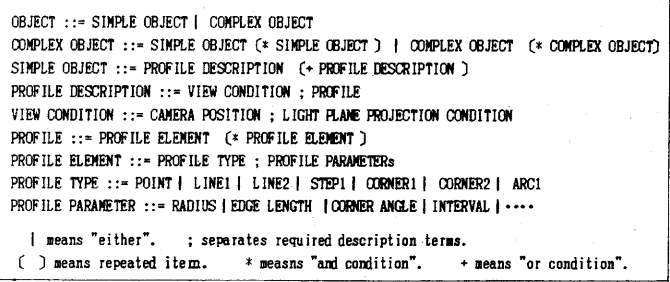 OBJECT ::= SIMPLE OBJECT | COMPLEX OBJECT
COMPLEX OBJECT ::= SIMPLE OBJECT (* SIMPLE OBJECT ) | COMPLEX OBJECT (* COMPLEX OBJECT)
SIMPLE OBJECT ::= PROFILE DESCRIPTION (+ PROFILE DESCRIPTION )
PROFILE DESCRIPTION ::= VIEW CONDITION ; PROFILE
VIEW CONDITION ::= CAMERA POSITION ; LIGHT PLANE PROJECTION CONDITION
PROFILE ::= PROFILE ELEMENT (* PROFILE ELEMENT )
PROFILE ELEMENT ::= PROFILE TYPE ; PROFILE PARAMETERs
PROFILE TYPE ::= POINT | LINE1 | LINE2 | STEP1 | CORNER1 | CORNER2 | ARC1
PROFILE PARAMETER ::= RADIUS | EDGE LENGTH | CORNER ANGLE | INTERVAL | ····
| means "either". ; separates required description terms.
( ) means repeated item. * measns "and condition". + means "or condition".